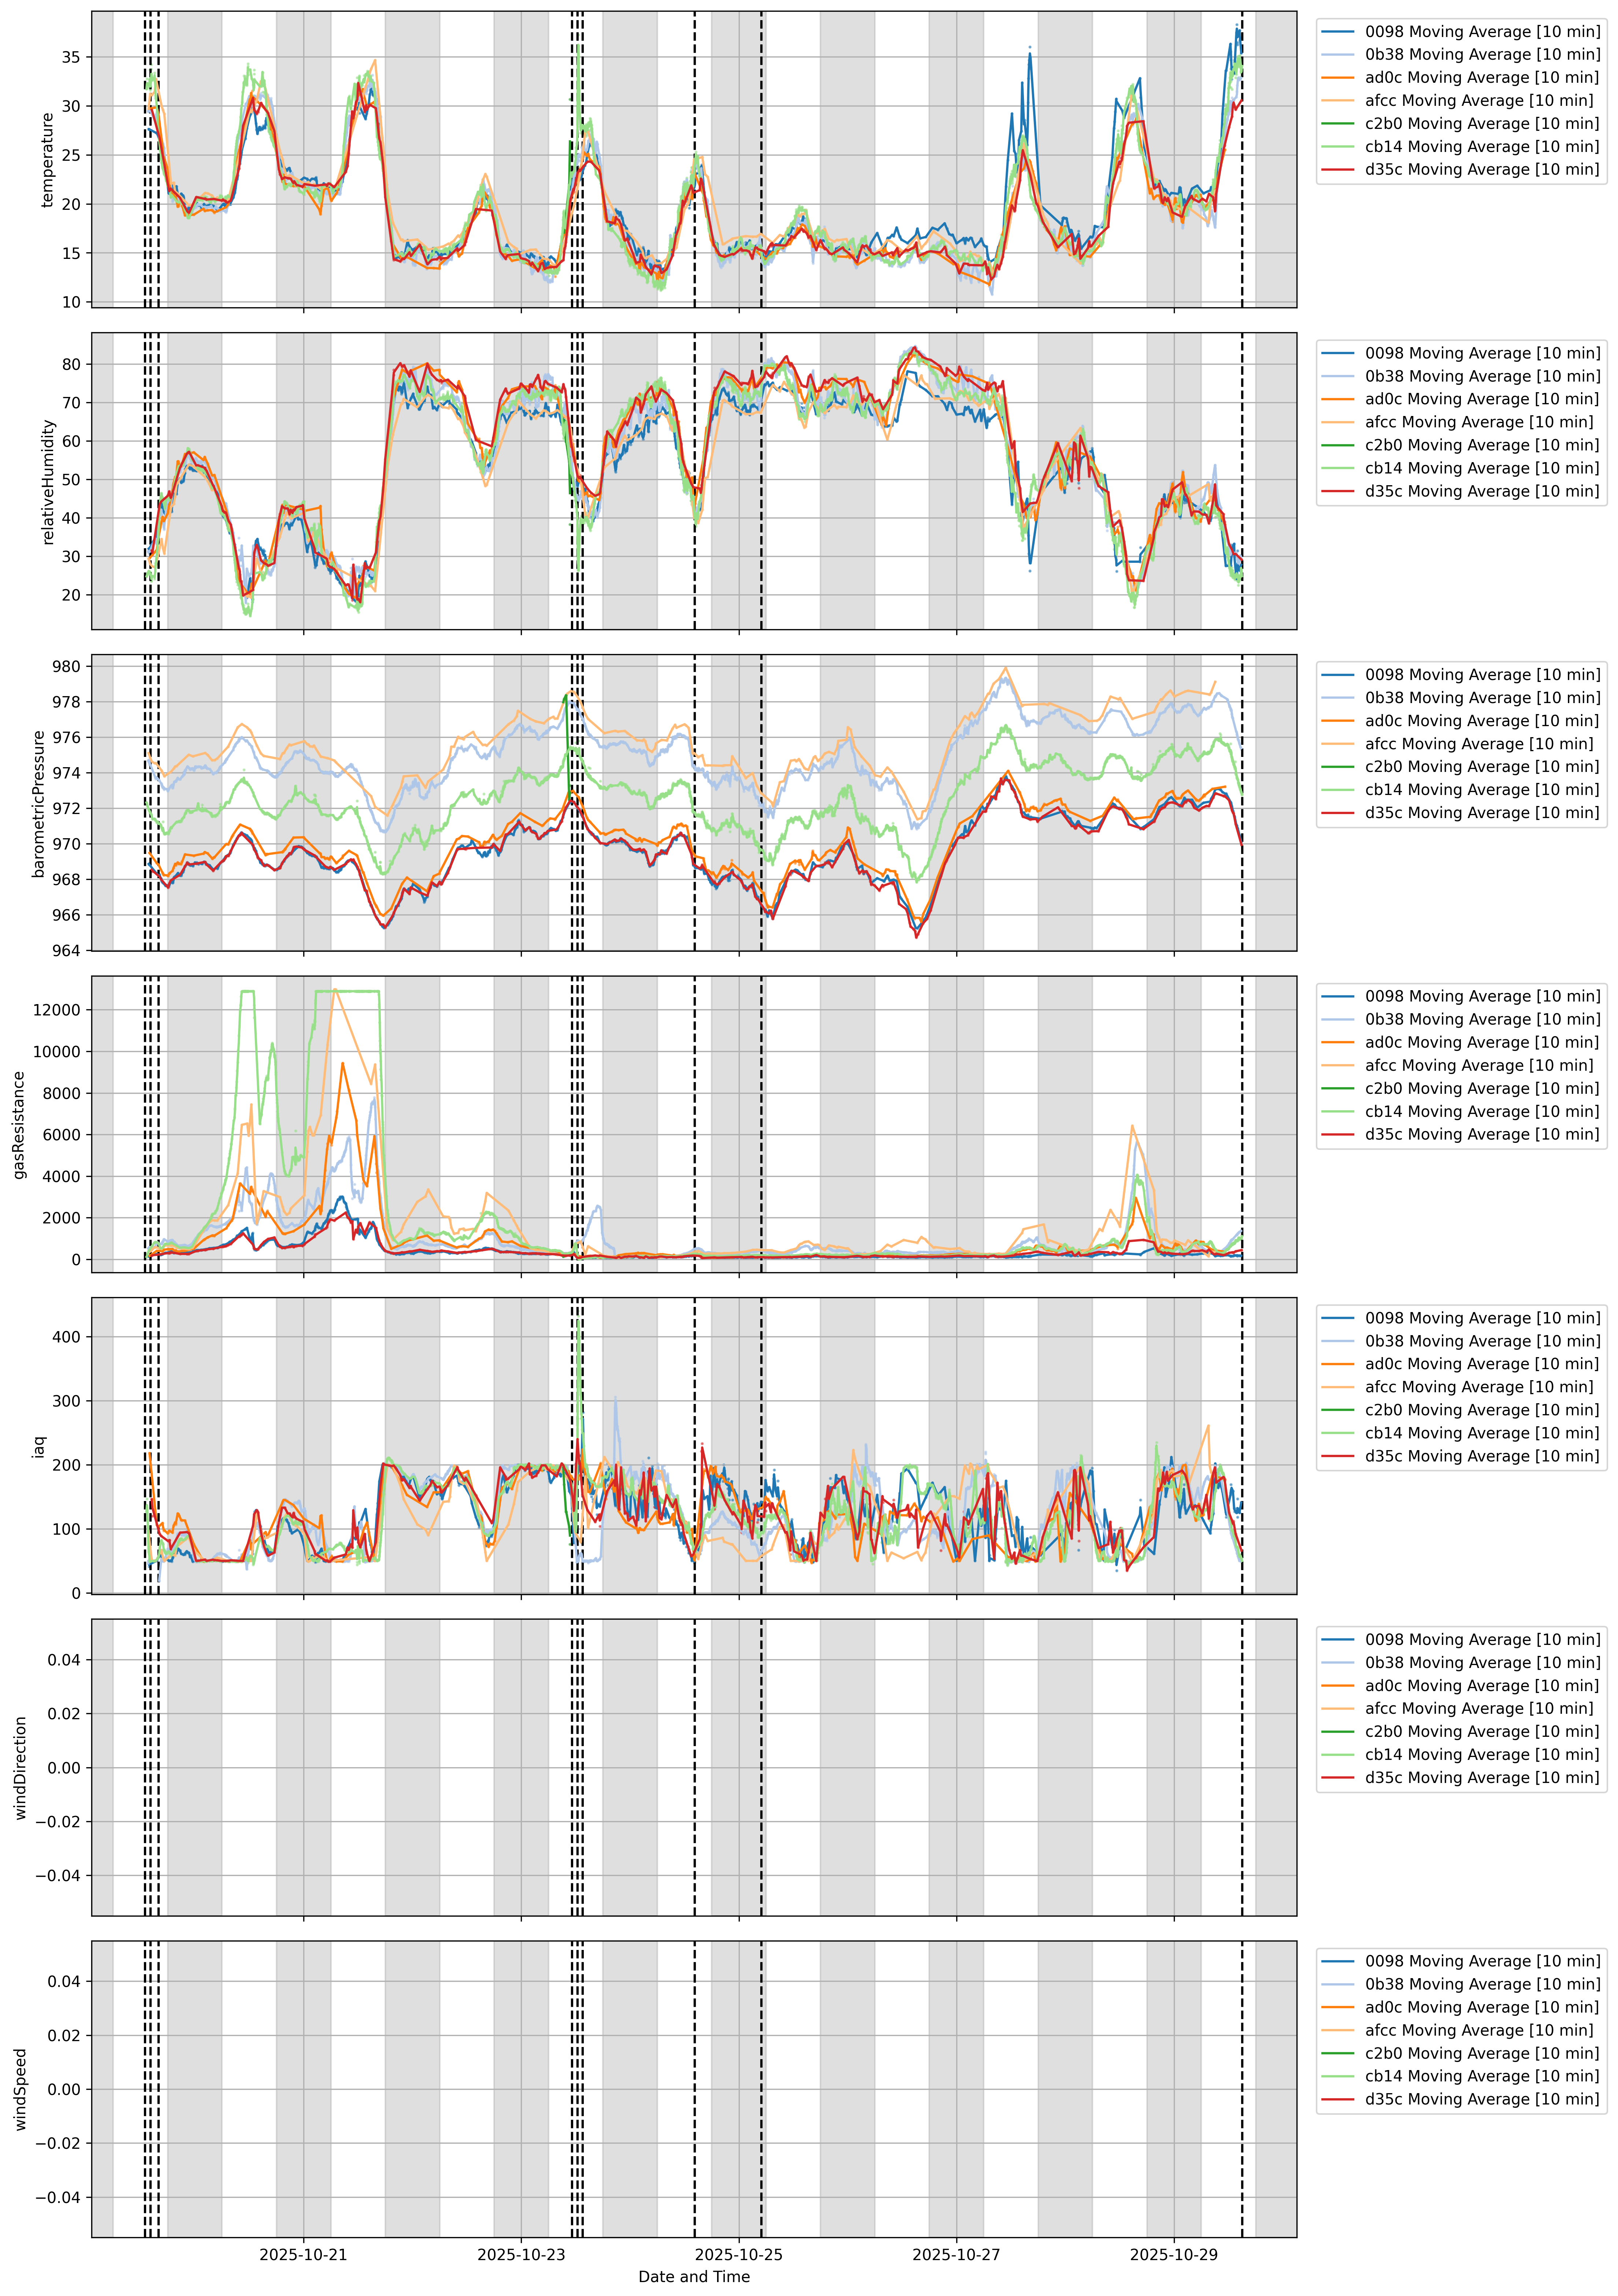 35
30
25
20
15
10
temperature
0098 Moving Average [10 min]
0b38 Moving Average [10 min]
ad0c Moving Average [10 min]
afcc Moving Average [10 min]
c2b0 Moving Average [10 min]
cb14 Moving Average [10 min]
d35c Moving Average [10 min]
80
70
60
50
40
30
20
relativeHumidity
0098 Moving Average [10 min]
0b38 Moving Average [10 min]
ad0c Moving Average [10 min]
afcc Moving Average [10 min]
c2b0 Moving Average [10 min]
cb14 Moving Average [10 min]
d35c Moving Average [10 min]
980
978
976
974
972
970
968
966
964
barometricPressure
0098 Moving Average [10 min]
0b38 Moving Average [10 min]
ad0c Moving Average [10 min]
afcc Moving Average [10 min]
c2b0 Moving Average [10 min]
cb14 Moving Average [10 min]
d35c Moving Average [10 min]
12000
10000
8000
6000
4000
2000
0
gasResistance
0098 Moving Average [10 min]
0b38 Moving Average [10 min]
ad0c Moving Average [10 min]
afcc Moving Average [10 min]
c2b0 Moving Average [10 min]
cb14 Moving Average [10 min]
d35c Moving Average [10 min]
400
300
200
100
0
iaq
0098 Moving Average [10 min]
0b38 Moving Average [10 min]
ad0c Moving Average [10 min]
afcc Moving Average [10 min]
c2b0 Moving Average [10 min]
cb14 Moving Average [10 min]
d35c Moving Average [10 min]
0.04
0.02
0.00
−0.02
−0.04
windDirection
0098 Moving Average [10 min]
0b38 Moving Average [10 min]
ad0c Moving Average [10 min]
afcc Moving Average [10 min]
c2b0 Moving Average [10 min]
cb14 Moving Average [10 min]
d35c Moving Average [10 min]
0.04
0.02
0.00
−0.02
−0.04
windSpeed
0098 Moving Average [10 min]
0b38 Moving Average [10 min]
ad0c Moving Average [10 min]
afcc Moving Average [10 min]
c2b0 Moving Average [10 min]
cb14 Moving Average [10 min]
d35c Moving Average [10 min]
2025-10-21 2025-10-23 2025-10-25 2025-10-27 2025-10-29
Date and Time